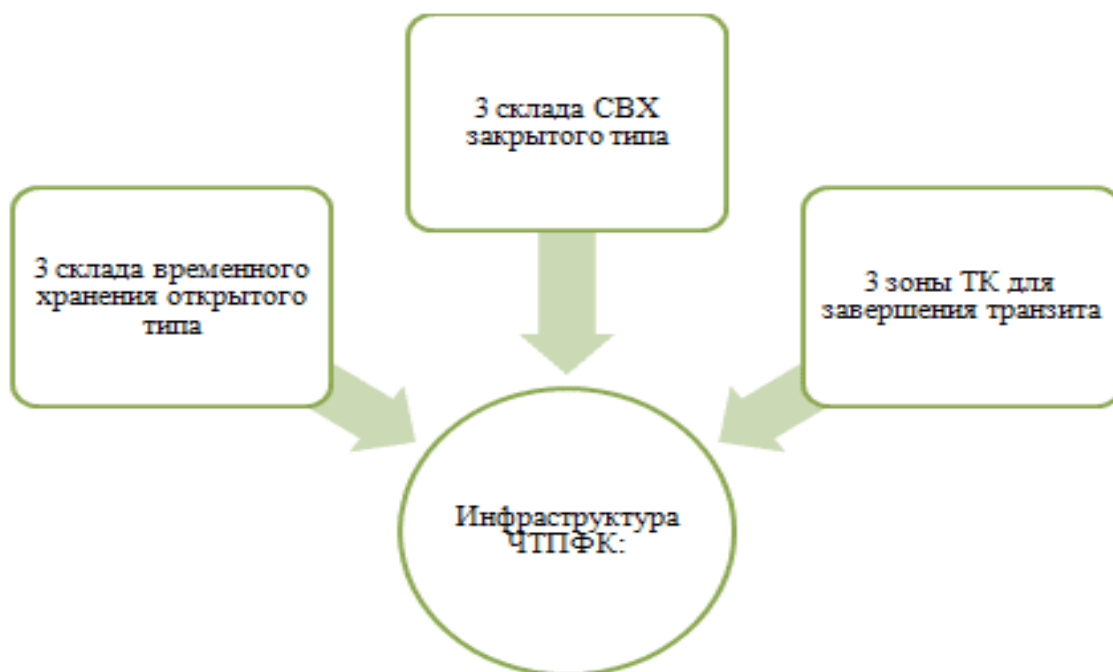 3 склада СВХ
закрытого типа
3 склада временного
хранения открытого
типа
3 зоны ТК для
завершения транзита
Инфраструктура
ЧТПФК: